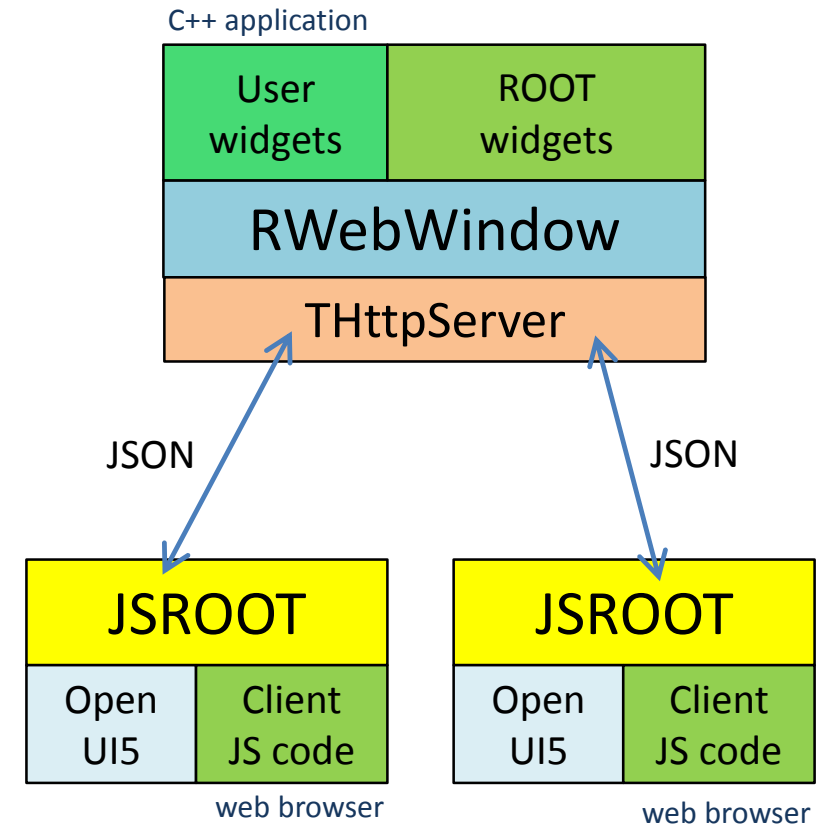 C++ application
User
widgets
ROOT
widgets
RWebWindow
THttpServer
JSON
JSON
JSROOT
Open
UI5
Client
JS code
web browser
JSROOT
Open
UI5
Client
JS code
web browser